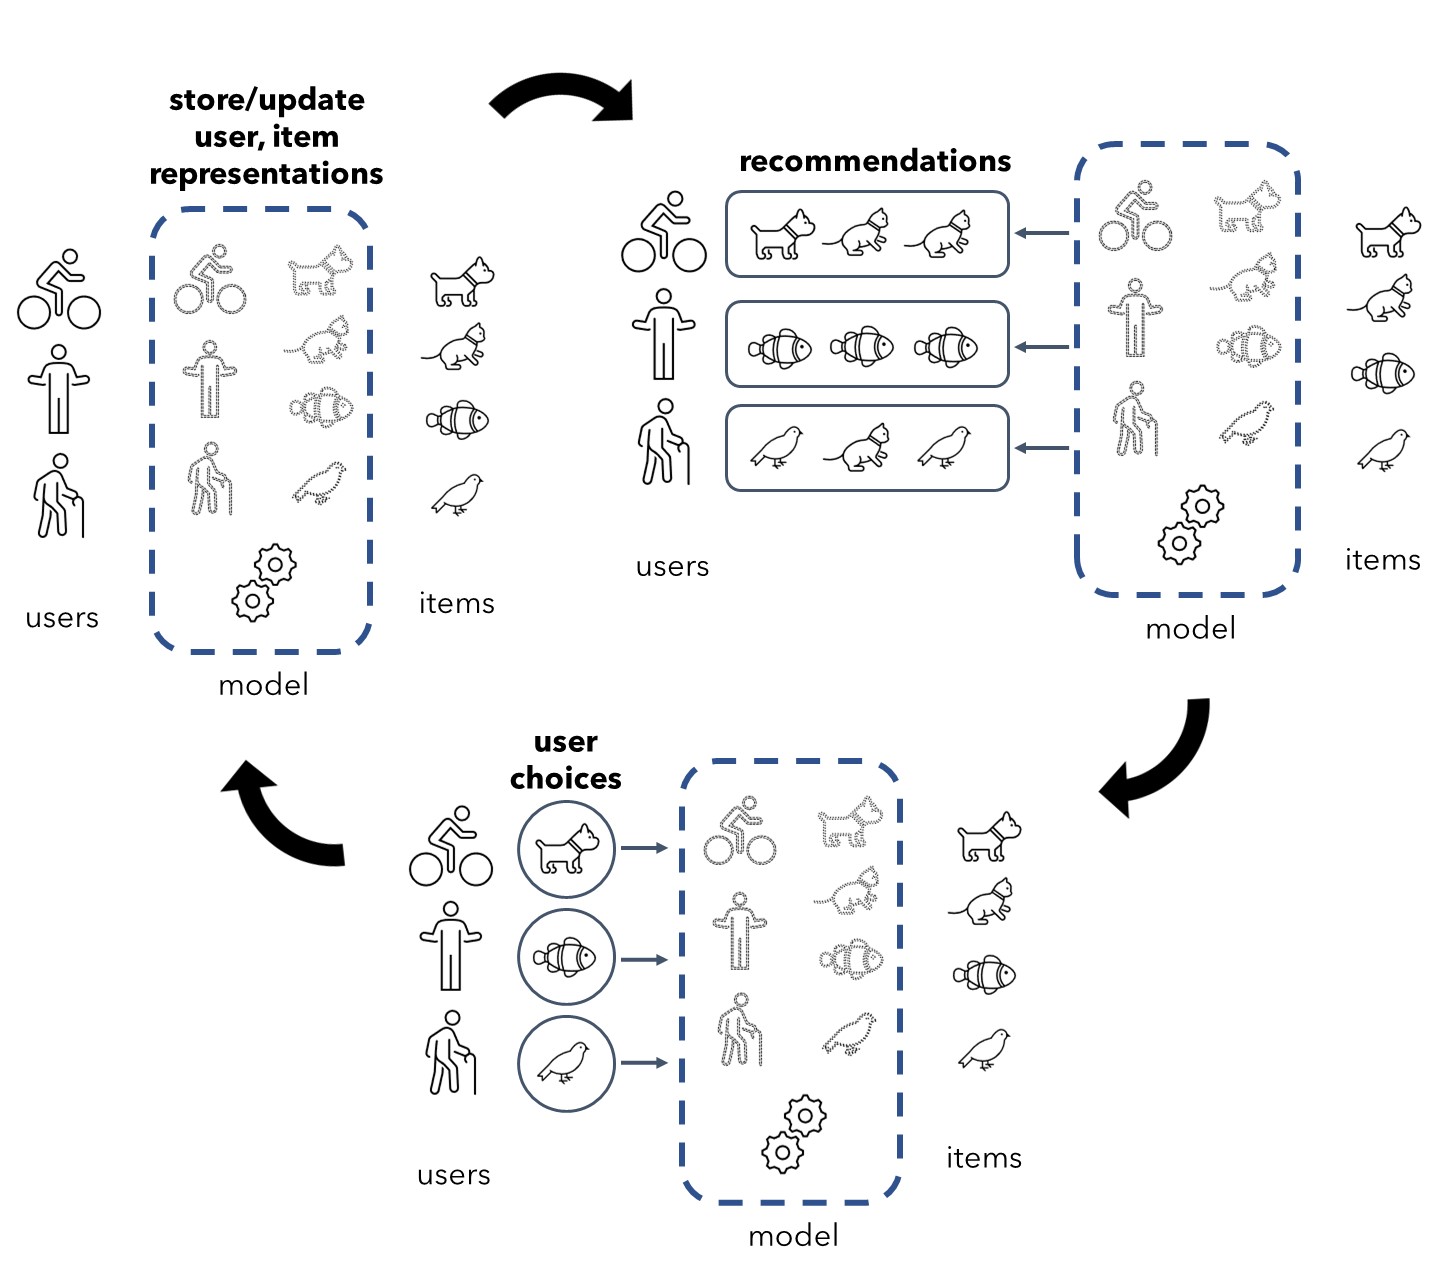 store/update
user, item
representations
users
items
model
recommendations
users
items
model
user
choices
users
items
model